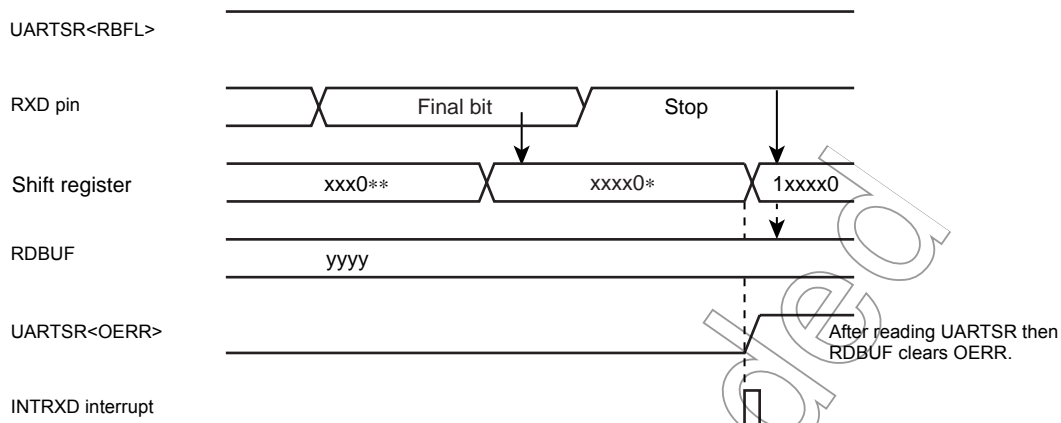 UARTSR<RBFL>
RXD pin
Final bit
Stop
Shift register
xxx0**
xxxx0*
1xxxx0
RDBUF
yyyy
UARTSR<OERR>
After reading UARTSR then
RDBUF clears OERR.
INTRXD interrupt